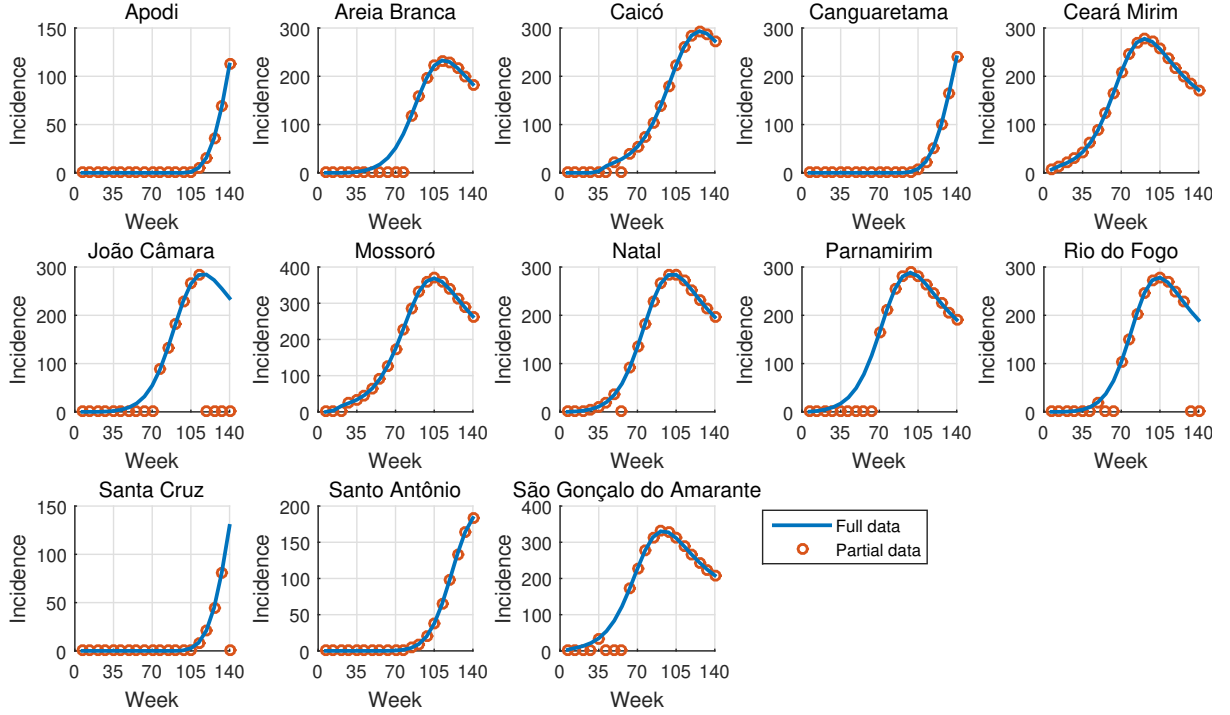 Apodi
150
100
50
0
0 35 70 105 140
Week
Incidence
Areia Branca
300
200
100
0
0 35 70 105 140
Week
Incidence
Caicó
300
200
100
0
0 35 70 105 140
Week
Incidence
Canguaretama
300
200
100
0
0 35 70 105 140
Week
Incidence
Ceará Mirim
300
200
100
0
0 35 70 105 140
Week
Incidence
João Câmara
300
200
100
0
0 35 70 105 140
Week
Incidence
Mossoró
400
300
200
100
0
0 35 70 105 140
Week
Incidence
Natal
300
200
100
0
0 35 70 105 140
Week
Incidence
Parnamirim
300
200
100
0
0 35 70 105 140
Week
Incidence
Rio do Fogo
300
200
100
0
0 35 70 105 140
Week
Incidence
Santa Cruz
150
100
50
0
0 35 70 105 140
Week
Incidence
Santo Antônio
200
150
100
50
0
0 35 70 105 140
Week
Incidence
São Gonçalo do Amarante
400
300
200
100
0
0 35 70 105 140
Week
Incidence
Full data
Partial data